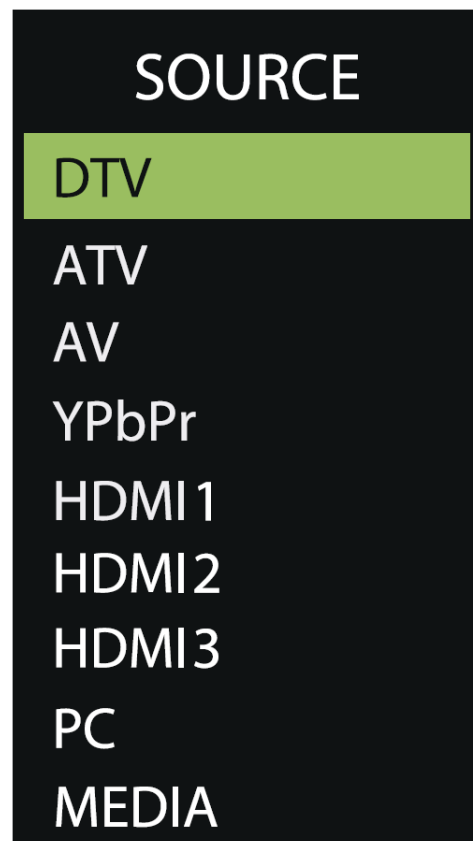 SOURCE
DTV
ATV
AV
YPbPr
HDMI1
HDMI2
HDMI3
PC
MEDIA